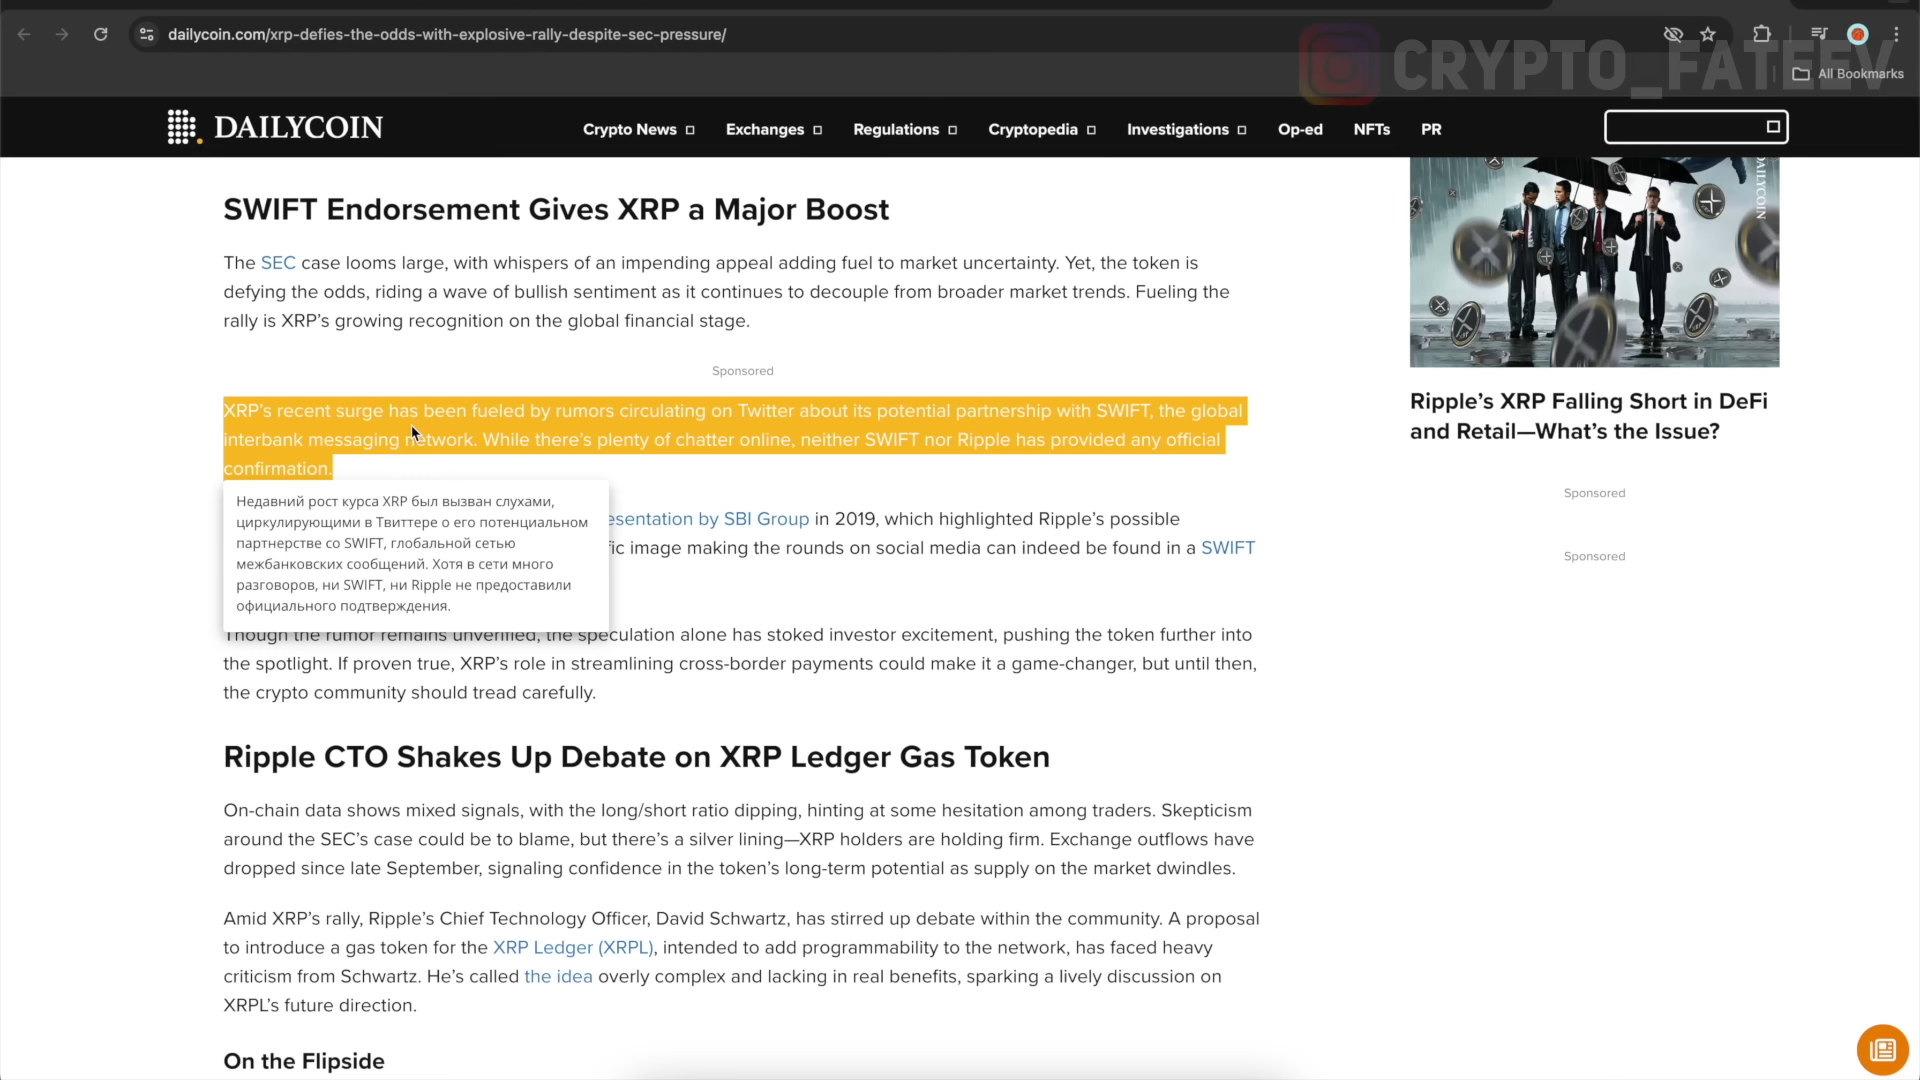 dailycoin.com/xrp-defies-the-odds-with-explosive-rally-despite-sec-pressure/
CRYPTO_FATEEV
All Bookmarks
DAILYCOIN
Crypto News
Exchanges
Regulations
Cryptopedia
Investigations
Op-ed
NFTs
PR
SWIFT Endorsement Gives XRP a Major Boost
The SEC case looms large, with whispers of an impending appeal adding fuel to market uncertainty. Yet, the token is
defying the odds, riding a wave of bullish sentiment as it continues to decouple from broader market trends. Fueling the
rally is XRP’s growing recognition on the global financial stage.
Sponsored
XRP’s recent surge has been fueled by rumors circulating on Twitter about its potential partnership with SWIFT, the global
interbank messaging network. While there’s plenty of chatter online, neither SWIFT nor Ripple has provided any official
confirmation.
Недавний рост курса XRP был вызван слухами,
циркулирующими в Твиттере о его потенциальном
партнерстве со SWIFT, глобальной сетью
межбанковских сообщений. Хотя в сети много
разговоров, ни SWIFT, ни Ripple не предоставили
официального подтверждения.
esentation by SBI Group in 2019, which highlighted Ripple’s possible
fic image making the rounds on social media can indeed be found in a SWIFT
Though the rumor remains unverified, the speculation alone has stoked investor excitement, pushing the token further into
the spotlight. If proven true, XRP’s role in streamlining cross-border payments could make it a game-changer, but until then,
the crypto community should tread carefully.
Ripple CTO Shakes Up Debate on XRP Ledger Gas Token
On-chain data shows mixed signals, with the long/short ratio dipping, hinting at some hesitation among traders. Skepticism
around the SEC’s case could be to blame, but there’s a silver lining—XRP holders are holding firm. Exchange outflows have
dropped since late September, signaling confidence in the token’s long-term potential as supply on the market dwindles.
Amid XRP’s rally, Ripple’s Chief Technology Officer, David Schwartz, has stirred up debate within the community. A proposal
to introduce a gas token for the XRP Ledger (XRPL), intended to add programmability to the network, has faced heavy
criticism from Schwartz. He’s called the idea overly complex and lacking in real benefits, sparking a lively discussion on
XRPL’s future direction.
On the Flipside
DAILYCOIN
Ripple’s XRP Falling Short in DeFi
and Retail—What’s the Issue?
Sponsored
Sponsored